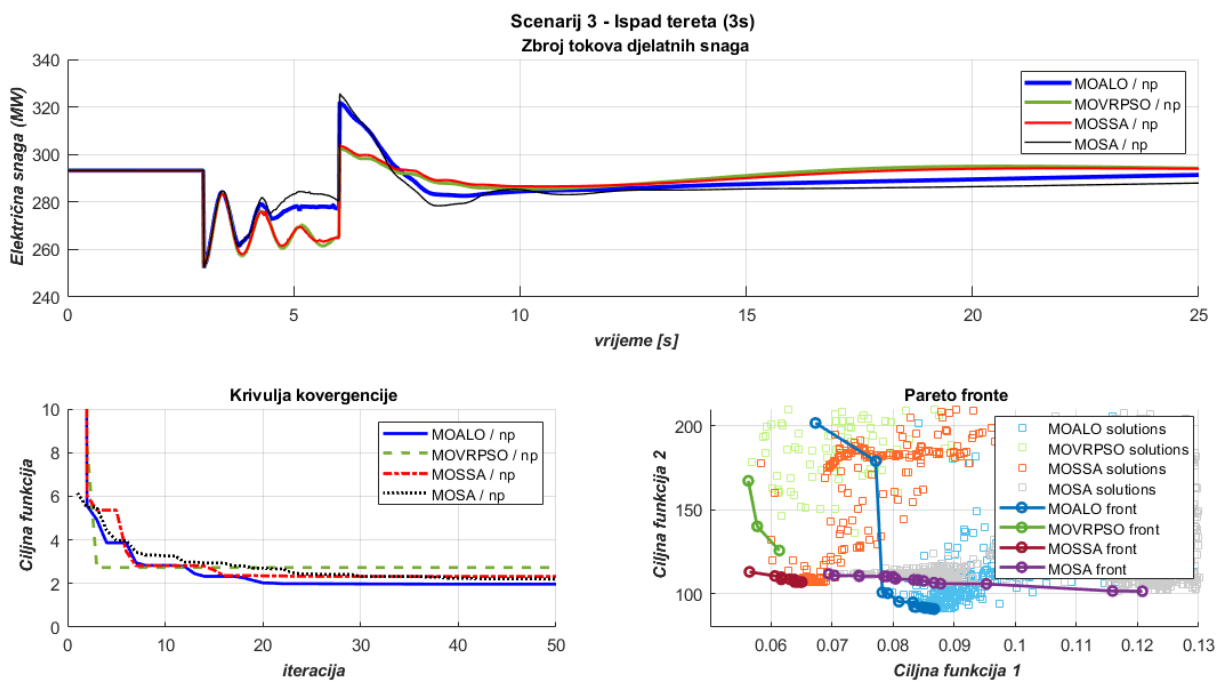 Scenarij 3 - Ispad tereta (3s)
Zbroj tokova djelatnih snaga
Električna snaga (MW)
340
320
300
280
260
240
0
5
10
15
20
25
vrijeme [s]
MOALO / np
MOVRPSO / np
MOSSA / np
MOSA / np
Krivulja kovergencije
Ciljna funkcija
10
8
6
4
2
0
0
10
20
30
40
50
iteracija
MOALO / np
MOVRPSO / np
MOSSA / np
MOSA / np
Pareto fronte
Ciljna funkcija 2
200
150
100
0.06
0.07
0.08
0.09
0.1
0.11
0.12
0.13
Ciljna funkcija 1
MOALO solutions
MOVRPSO solutions
MOSSA solutions
MOSA solutions
MOALO front
MOVRPSO front
MOSSA front
MOSA front